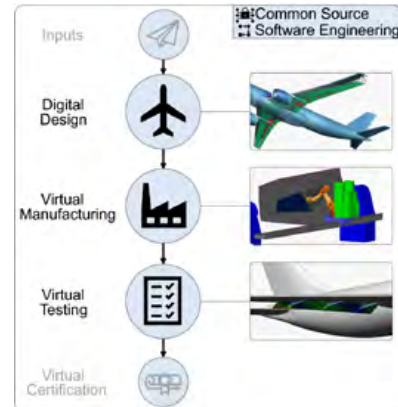 Common Source
Software Engineering
Inputs
Digital
Design
Virtual
Manufacturing
Virtual
Testing
Virtual
Certification